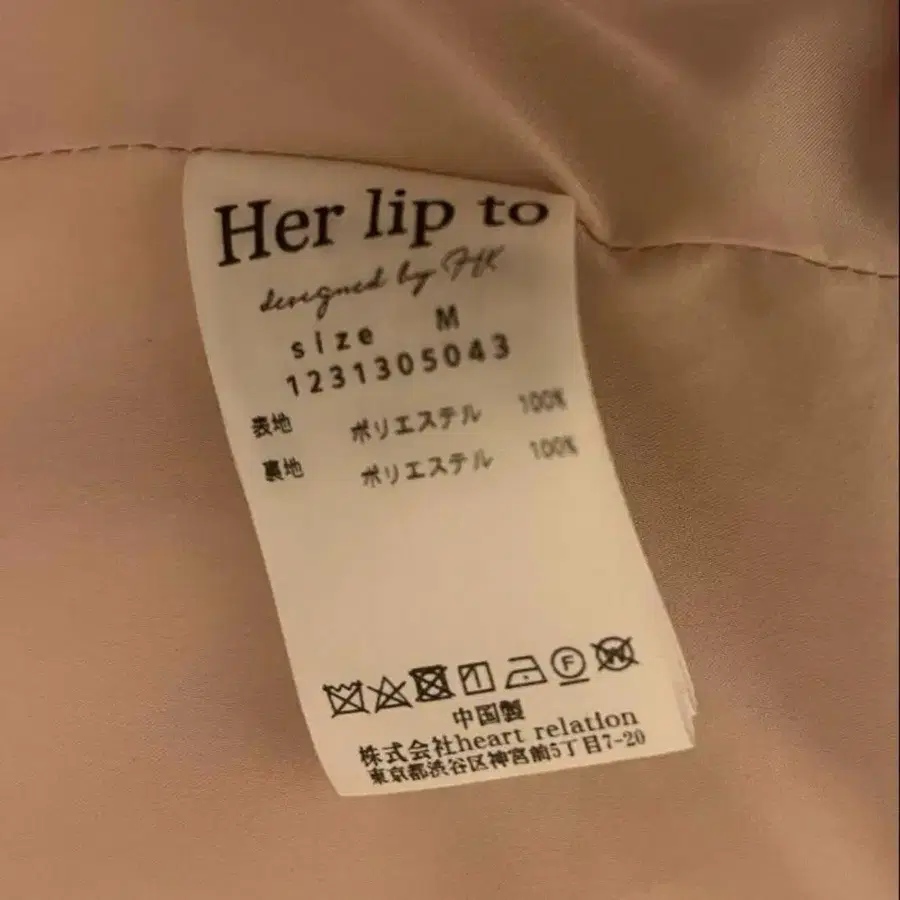 Her lip to
designed by HK
size M
1231305043
表地 ポリエステル 100%
裏地 ポリエステル 100%
F W
中国製
株式会社heart relation
東京都渋谷区神宮前5丁目7-20